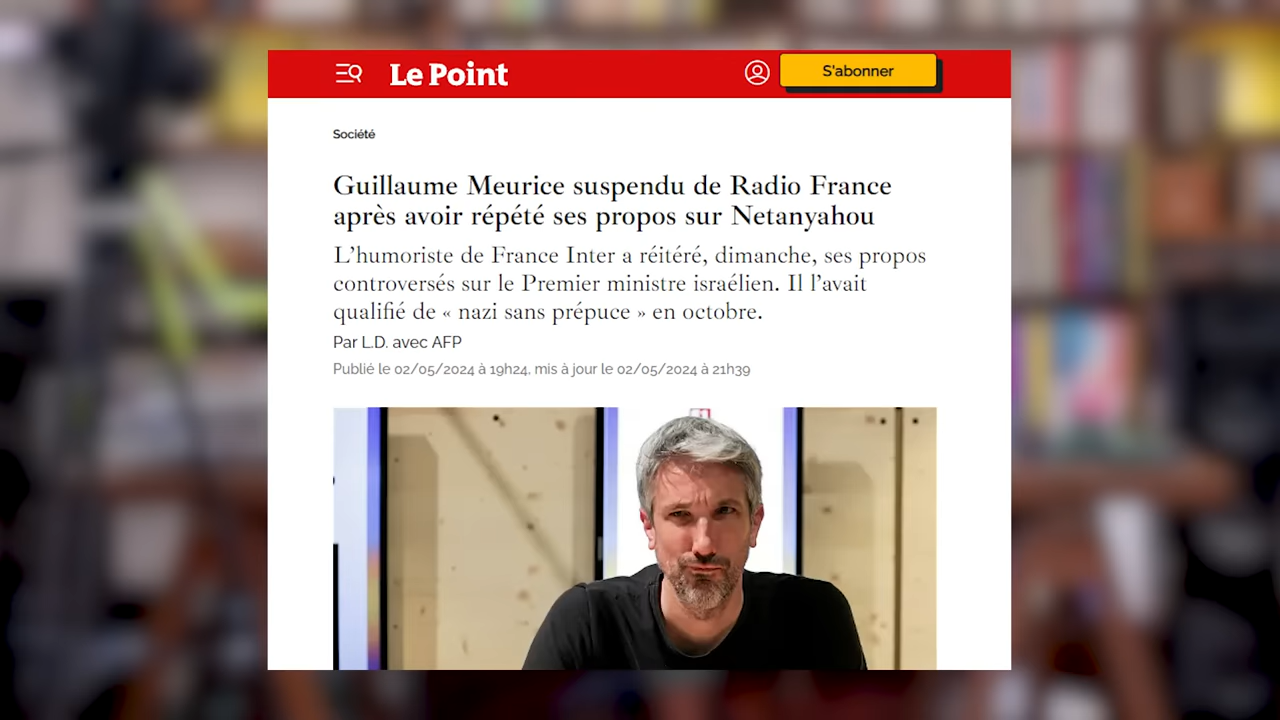 Le Point
S'abonner
Société
Guillaume Meurice suspendu de Radio France
après avoir répété ses propos sur Netanyahou
L'humoriste de France Inter a réitéré, dimanche, ses propos
controversés sur le Premier ministre israélien. Il l'avait
qualifié de « nazi sans prépuce » en octobre.
Par L.D. avec AFP
Publié le 02/05/2024 à 19h24, mis à jour le 02/05/2024 à 21h39